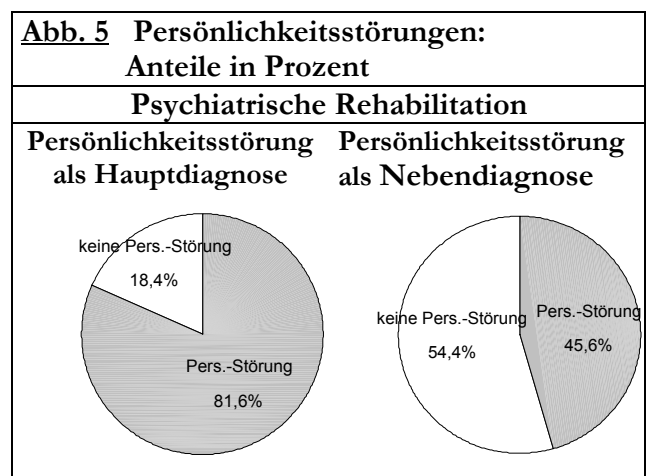 Abb. 5 Persönlichkeitsstörungen:
Anteile in Prozent
Psychiatrische Rehabilitation
Persönlichkeitsstörung
als Hauptdiagnose
Persönlichkeitsstörung
als Nebendiagnose
keine Pers.-Störung
18,4%
Pers.-Störung
81,6%
keine Pers.-Störung
54,4%
Pers.-Störung
45,6%